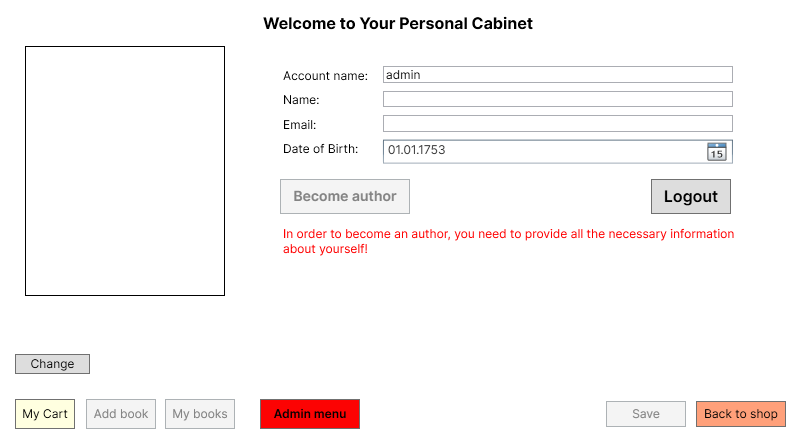 Welcome to Your Personal Cabinet
Account name: admin
Name:
Email:
Date of Birth: 01.01.1753 15
Become author Logout
In order to become an author, you need to provide all the necessary information
about yourself!
Change
My Cart Add book My books Admin menu Save Back to shop